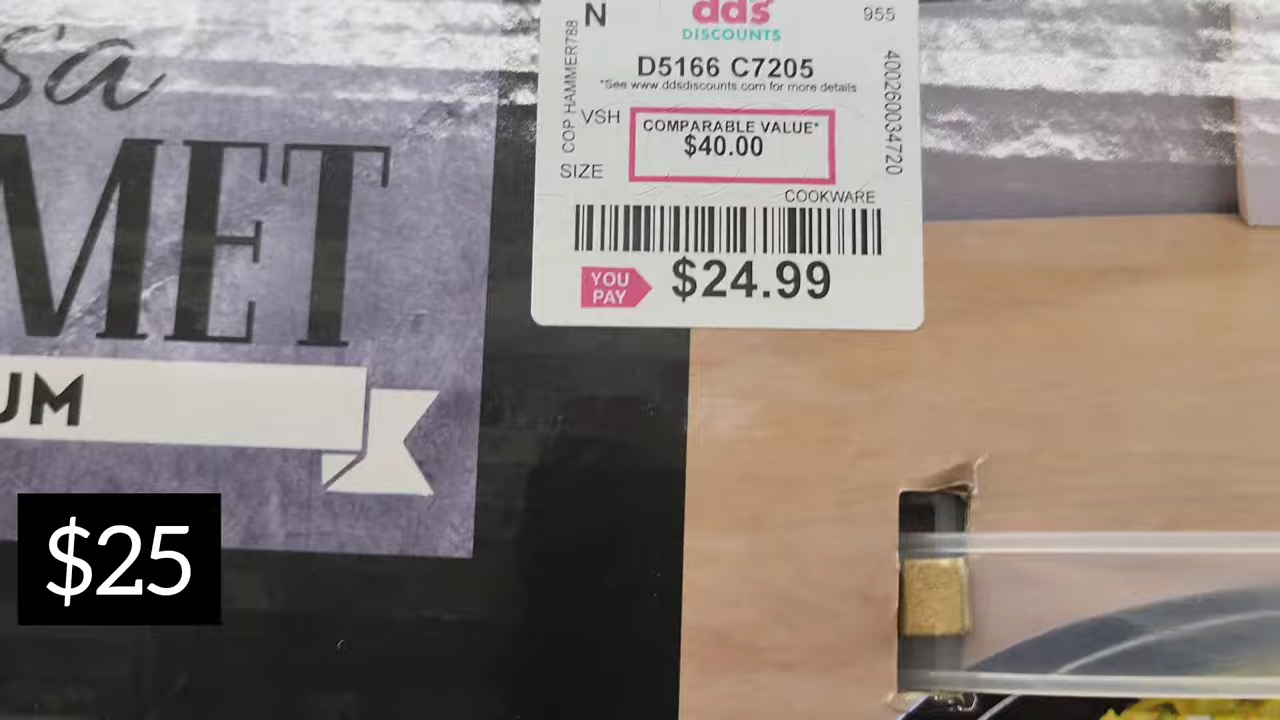 sa
MET
UM
N
dd's
DISCOUNTS
955
D5166 C7205
*See www.ddsdiscounts.com for more details
COP HAMMER788
VSH
SIZE
COMPARABLE VALUE*
$40.00
400260034720
COOKWARE
YOU
PAY
$24.99
$25